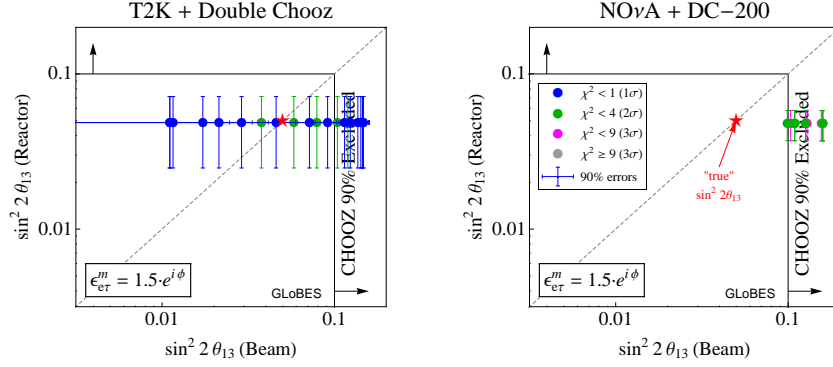 T2K + Double Chooz
sin² 2 θ₁₃ (Reactor)
0.1
0.01
CHOOZ 90% Excluded
ϵᵐₑτ = 1.5·e^{i ϕ}
GLoBES
0.01
0.1
sin² 2 θ₁₃ (Beam)
NOνA + DC−200
sin² 2 θ₁₃ (Reactor)
0.1
0.01
χ² < 1 (1σ)
χ² < 4 (2σ)
χ² < 9 (3σ)
χ² ≥ 9 (3σ)
90% errors
"true"
sin² 2θ₁₃
CHOOZ 90% Excluded
ϵᵐₑτ = 1.5·e^{i ϕ}
GLoBES
0.01
0.1
sin² 2 θ₁₃ (Beam)